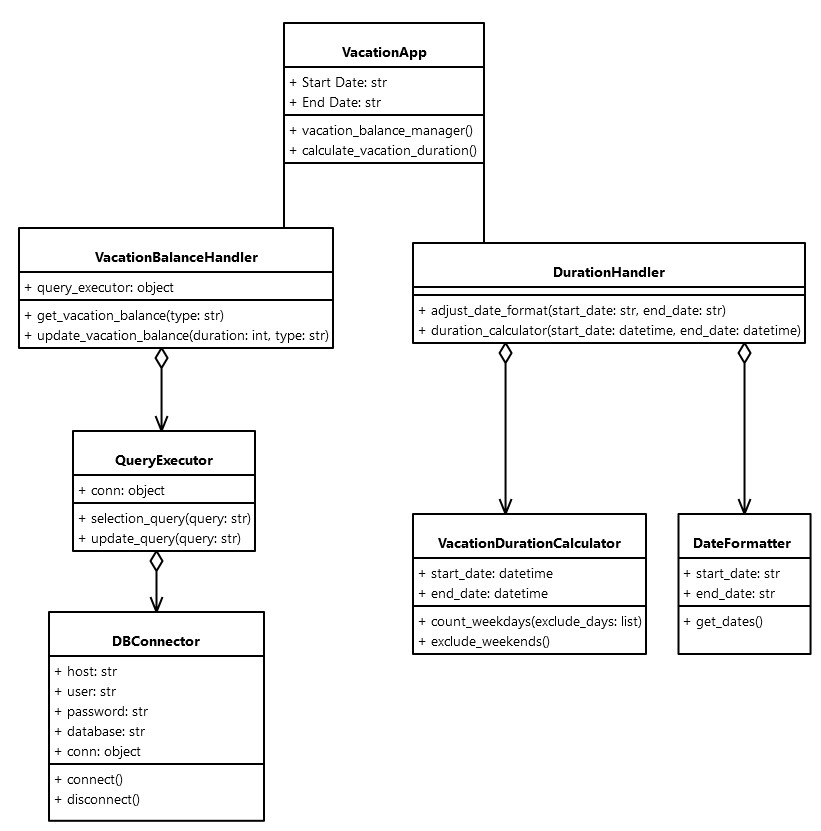 VacationApp
+ Start Date: str
+ End Date: str
+ vacation_balance_manager()
+ calculate_vacation_duration()
VacationBalanceHandler
+ query_executor: object
+ get_vacation_balance(type: str)
+ update_vacation_balance(duration: int, type: str)
DurationHandler
+ adjust_date_format(start_date: str, end_date: str)
+ duration_calculator(start_date: datetime, end_date: datetime)
QueryExecutor
+ conn: object
+ selection_query(query: str)
+ update_query(query: str)
VacationDurationCalculator
+ start_date: datetime
+ end_date: datetime
+ count_weekdays(exclude_days: list)
+ exclude_weekends()
DateFormatter
+ start_date: str
+ end_date: str
+ get_dates()
DBConnector
+ host: str
+ user: str
+ password: str
+ database: str
+ conn: object
+ connect()
+ disconnect()